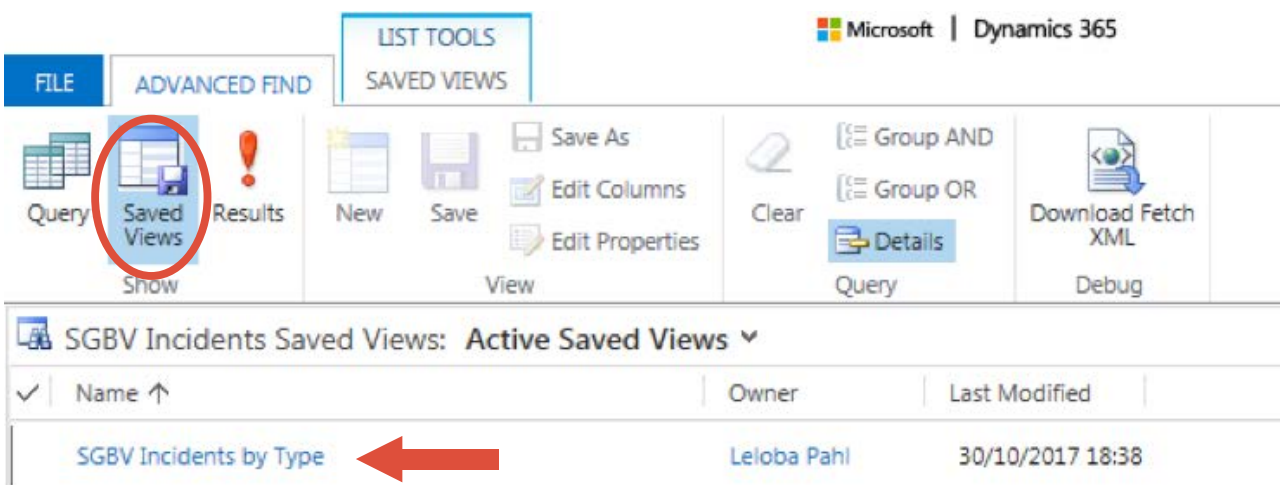 LIST TOOLS
Microsoft | Dynamics 365
FILE
ADVANCED FIND
SAVED VIEWS
Query
Saved Views
Results
New
Save
Save As
Edit Columns
Edit Properties
Clear
Group AND
Group OR
Details
Download Fetch XML
Show
View
Query
Debug
SGBV Incidents Saved Views: Active Saved Views
Name ↑ Owner Last Modified
SGBV Incidents by Type Leloba Pahl 30/10/2017 18:38